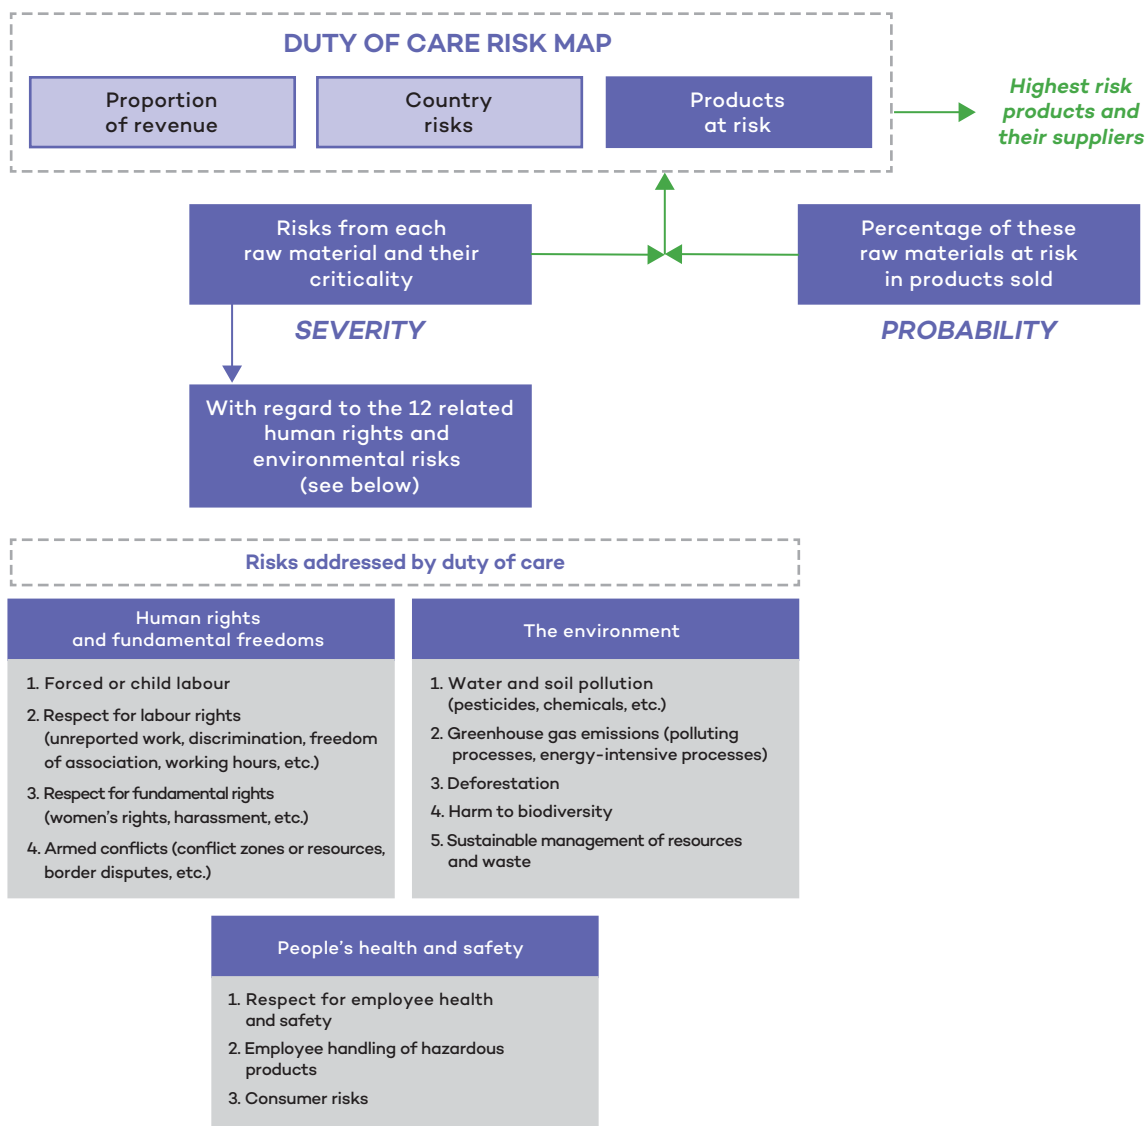 DUTY OF CARE RISK MAP
Proportion
of revenue
Country
risks
Products
at risk
Highest risk
products and
their suppliers
Risks from each
raw material and their
criticality
Percentage of these
raw materials at risk
in products sold
SEVERITY
PROBABILITY
With regard to the 12 related
human rights and
environmental risks
(see below)
Risks addressed by duty of care
Human rights
and fundamental freedoms
1. Forced or child labour
2. Respect for labour rights
(unreported work, discrimination, freedom
of association, working hours, etc.)
3. Respect for fundamental rights
(women's rights, harassment, etc.)
4. Armed conflicts (conflict zones or resources,
border disputes, etc.)
The environment
1. Water and soil pollution
(pesticides, chemicals, etc.)
2. Greenhouse gas emissions (polluting
processes, energy-intensive processes)
3. Deforestation
4. Harm to biodiversity
5. Sustainable management of resources
and waste
People's health and safety
1. Respect for employee health
and safety
2. Employee handling of hazardous
products
3. Consumer risks